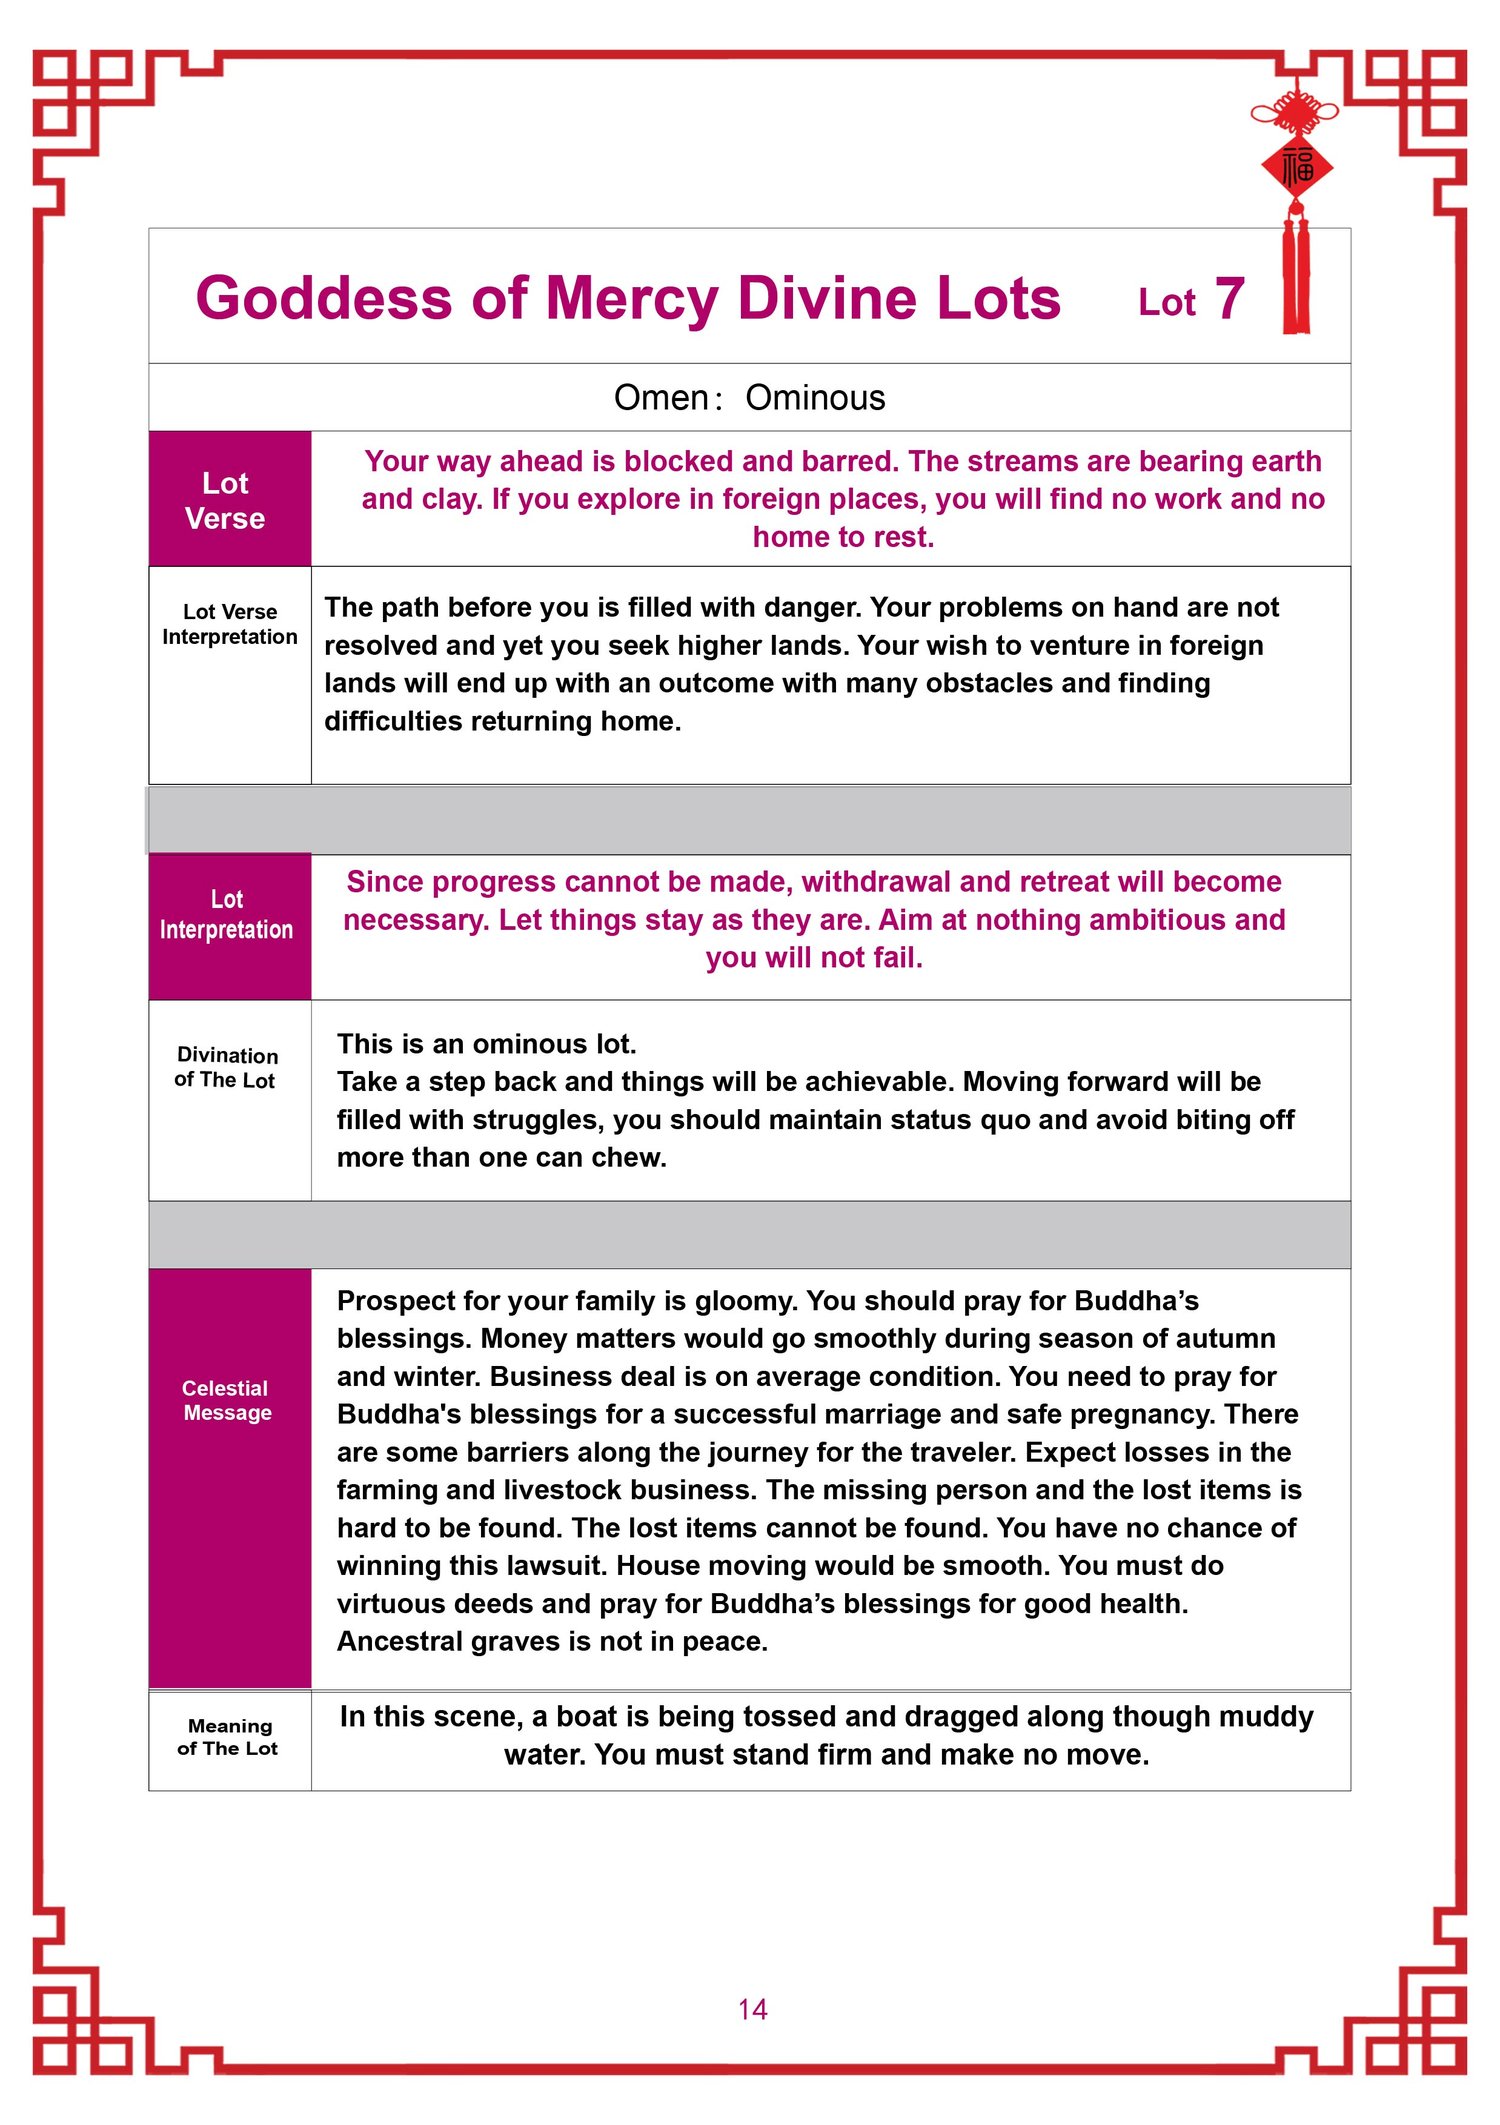 福
Goddess of Mercy Divine Lots Lot 7
Omen： Ominous
Lot
Verse
Your way ahead is blocked and barred. The streams are bearing earth
and clay. If you explore in foreign places, you will find no work and no
home to rest.
Lot Verse
Interpretation
The path before you is filled with danger. Your problems on hand are not
resolved and yet you seek higher lands. Your wish to venture in foreign
lands will end up with an outcome with many obstacles and finding
difficulties returning home.
Lot
Interpretation
Since progress cannot be made, withdrawal and retreat will become
necessary. Let things stay as they are. Aim at nothing ambitious and
you will not fail.
Divination
of The Lot
This is an ominous lot.
Take a step back and things will be achievable. Moving forward will be
filled with struggles, you should maintain status quo and avoid biting off
more than one can chew.
Celestial
Message
Prospect for your family is gloomy. You should pray for Buddha’s
blessings. Money matters would go smoothly during season of autumn
and winter. Business deal is on average condition. You need to pray for
Buddha's blessings for a successful marriage and safe pregnancy. There
are some barriers along the journey for the traveler. Expect losses in the
farming and livestock business. The missing person and the lost items is
hard to be found. The lost items cannot be found. You have no chance of
winning this lawsuit. House moving would be smooth. You must do
virtuous deeds and pray for Buddha’s blessings for good health.
Ancestral graves is not in peace.
Meaning
of The Lot
In this scene, a boat is being tossed and dragged along though muddy
water. You must stand firm and make no move.
14